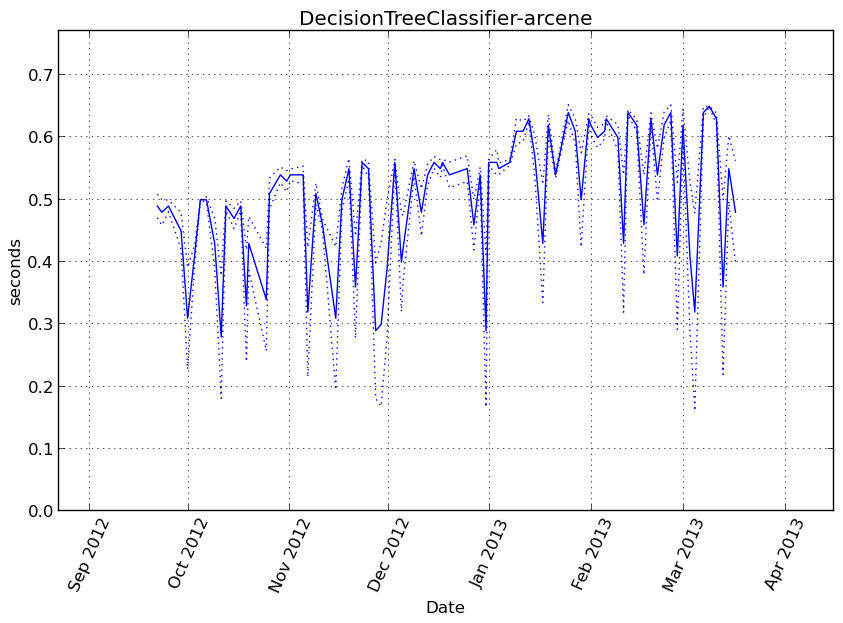 DecisionTreeClassifier-arcene
0.7
0.6
0.5
0.4
0.3
0.2
0.1
0.0
seconds
Sep 2012
Oct 2012
Nov 2012
Dec 2012
Jan 2013
Feb 2013
Mar 2013
Apr 2013
Date